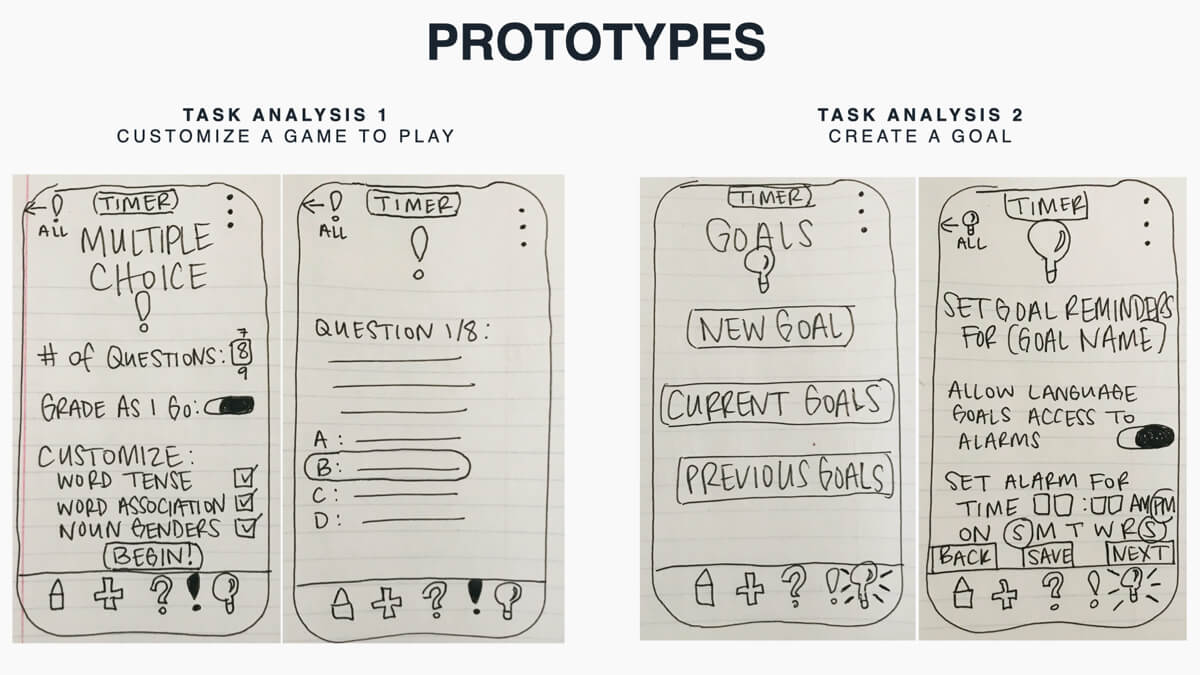 PROTOTYPES
TASK ANALYSIS 1
CUSTOMIZE A GAME TO PLAY
TIMER
ALL
MULTIPLE
CHOICE
7
# of QUESTIONS: 8
9
GRADE AS I GO:
CUSTOMIZE:
WORD TENSE
WORD ASSOCIATION
NOUN GENDERS
BEGIN!
?
!
TIMER
ALL
!
QUESTION 1/8:
A:
B:
C:
D:
?
!
TASK ANALYSIS 2
CREATE A GOAL
TIMER
GOALS
NEW GOAL
CURRENT GOALS
PREVIOUS GOALS
?
!
TIMER
ALL
SET GOAL REMINDERS
FOR (GOAL NAME)
ALLOW LANGUAGE
GOALS ACCESS TO
ALARMS
SET ALARM FOR
TIME : AM PM
ON S M T W R S
BACK SAVE NEXT
?
!